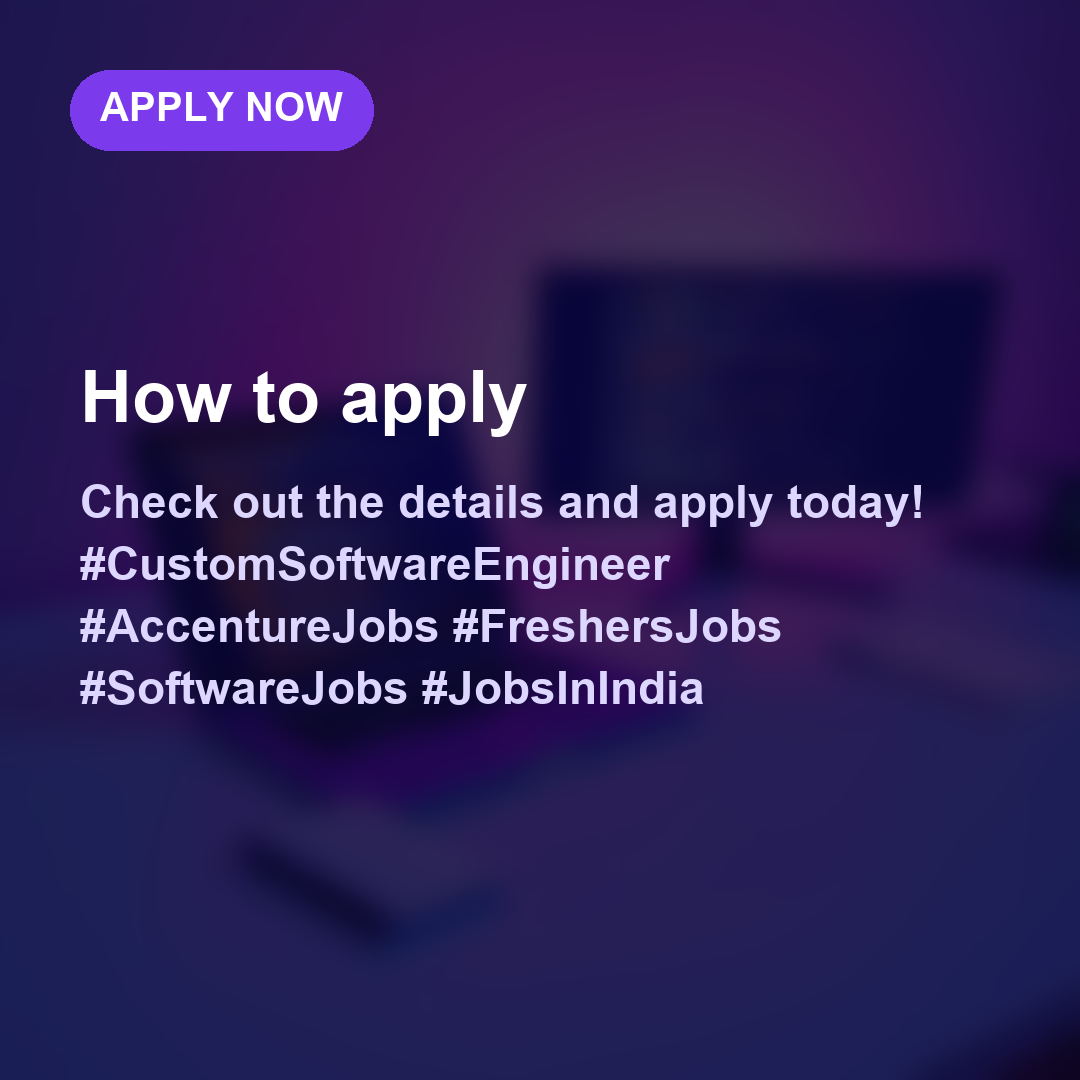 APPLY NOW
How to apply
Check out the details and apply today!
#CustomSoftwareEngineer
#AccentureJobs #FreshersJobs
#SoftwareJobs #JobsInIndia